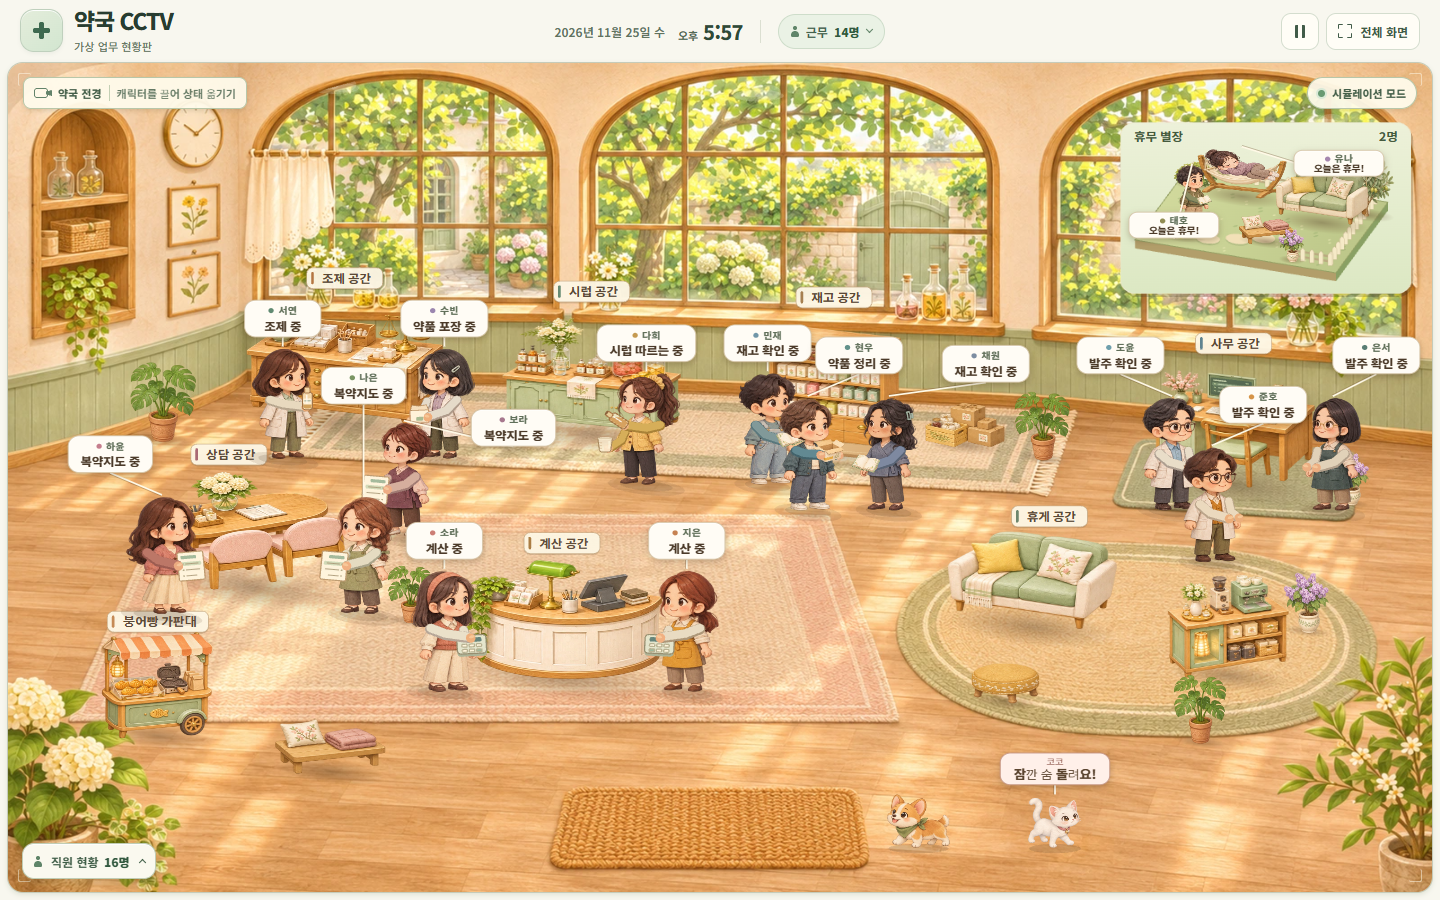 약국 CCTV
가상 업무 현황판
2026년 11월 25일 수 오후 5:57
근무 14명
전체 화면
약국 전경 캐릭터를 끌어 상태 옮기기
시뮬레이션 모드
휴무 별장 2명
유나
오늘은 휴무!
태호
오늘은 휴무!
조제 공간
시럽 공간
재고 공간
사무 공간
서연
조제 중
수빈
약품 포장 중
다희
시럽 따르는 중
민재
재고 확인 중
현우
약품 정리 중
채원
재고 확인 중
도윤
발주 확인 중
은서
발주 확인 중
준호
발주 확인 중
나은
복약지도 중
보라
복약지도 중
하윤
복약지도 중
상담 공간
휴게 공간
소라
계산 중
계산 공간
지은
계산 중
붕어빵 가판대
코코
잠깐 숨 돌려요!
직원 현황 16명